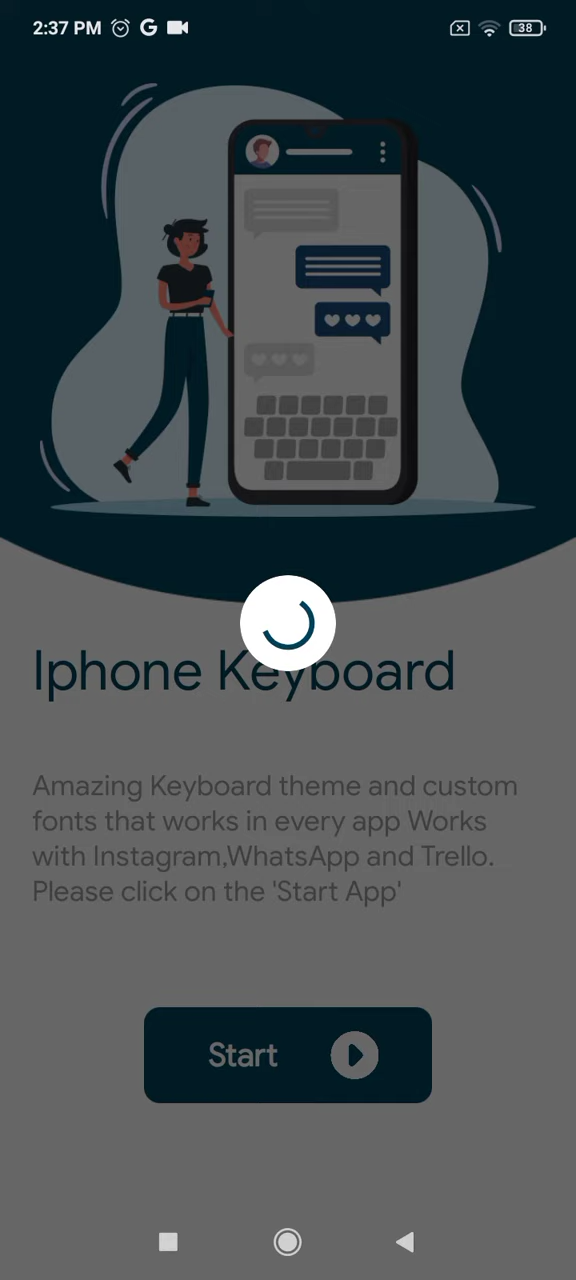 2:37 PM
38
Iphone Keyboard
Amazing Keyboard theme and custom
fonts that works in every app Works
with Instagram,WhatsApp and Trello.
Please click on the 'Start App'
Start